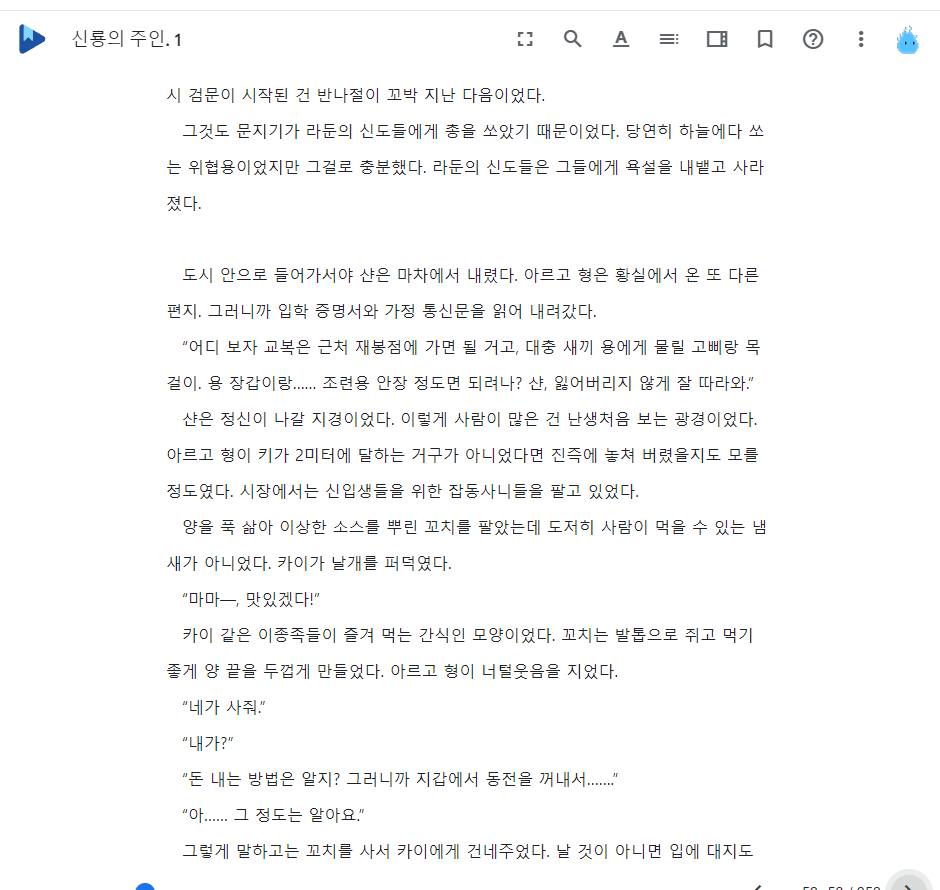 신룡의 주인. 1
시 검문이 시작된 건 반나절이 꼬박 지난 다음이었다.
그것도 문지기가 라둔의 신도들에게 총을 쏘았기 때문이었다. 당연히 하늘에다 쏘
는 위협용이었지만 그걸로 충분했다. 라둔의 신도들은 그들에게 욕설을 내뱉고 사라
졌다.
도시 안으로 들어가서야 샨은 마차에서 내렸다. 아르고 형은 황실에서 온 또 다른
편지. 그러니까 입학 증명서와 가정 통신문을 읽어 내려갔다.
“어디 보자 교복은 근처 재봉점에 가면 될 거고, 대충 새끼 용에게 물릴 고삐랑 목
걸이. 용 장갑이랑…… 조련용 안장 정도면 되려나? 샨, 잃어버리지 않게 잘 따라와.”
샨은 정신이 나갈 지경이었다. 이렇게 사람이 많은 건 난생처음 보는 광경이었다.
아르고 형이 키가 2미터에 달하는 거구가 아니었다면 진즉에 놓쳐 버렸을지도 모를
정도였다. 시장에서는 신입생들을 위한 잡동사니들을 팔고 있었다.
양을 푹 삶아 이상한 소스를 뿌린 꼬치를 팔았는데 도저히 사람이 먹을 수 있는 냄
새가 아니었다. 카이가 날개를 퍼덕였다.
“마마—, 맛있겠다!”
카이 같은 이종족들이 즐겨 먹는 간식인 모양이었다. 꼬치는 발톱으로 쥐고 먹기
좋게 양 끝을 두껍게 만들었다. 아르고 형이 너털웃음을 지었다.
“네가 사줘.”
“내가?”
“돈 내는 방법은 알지? 그러니까 지갑에서 동전을 꺼내서…….”
“아…… 그 정도는 알아요.”
그렇게 말하고는 꼬치를 사서 카이에게 건네주었다. 날 것이 아니면 입에 대지도